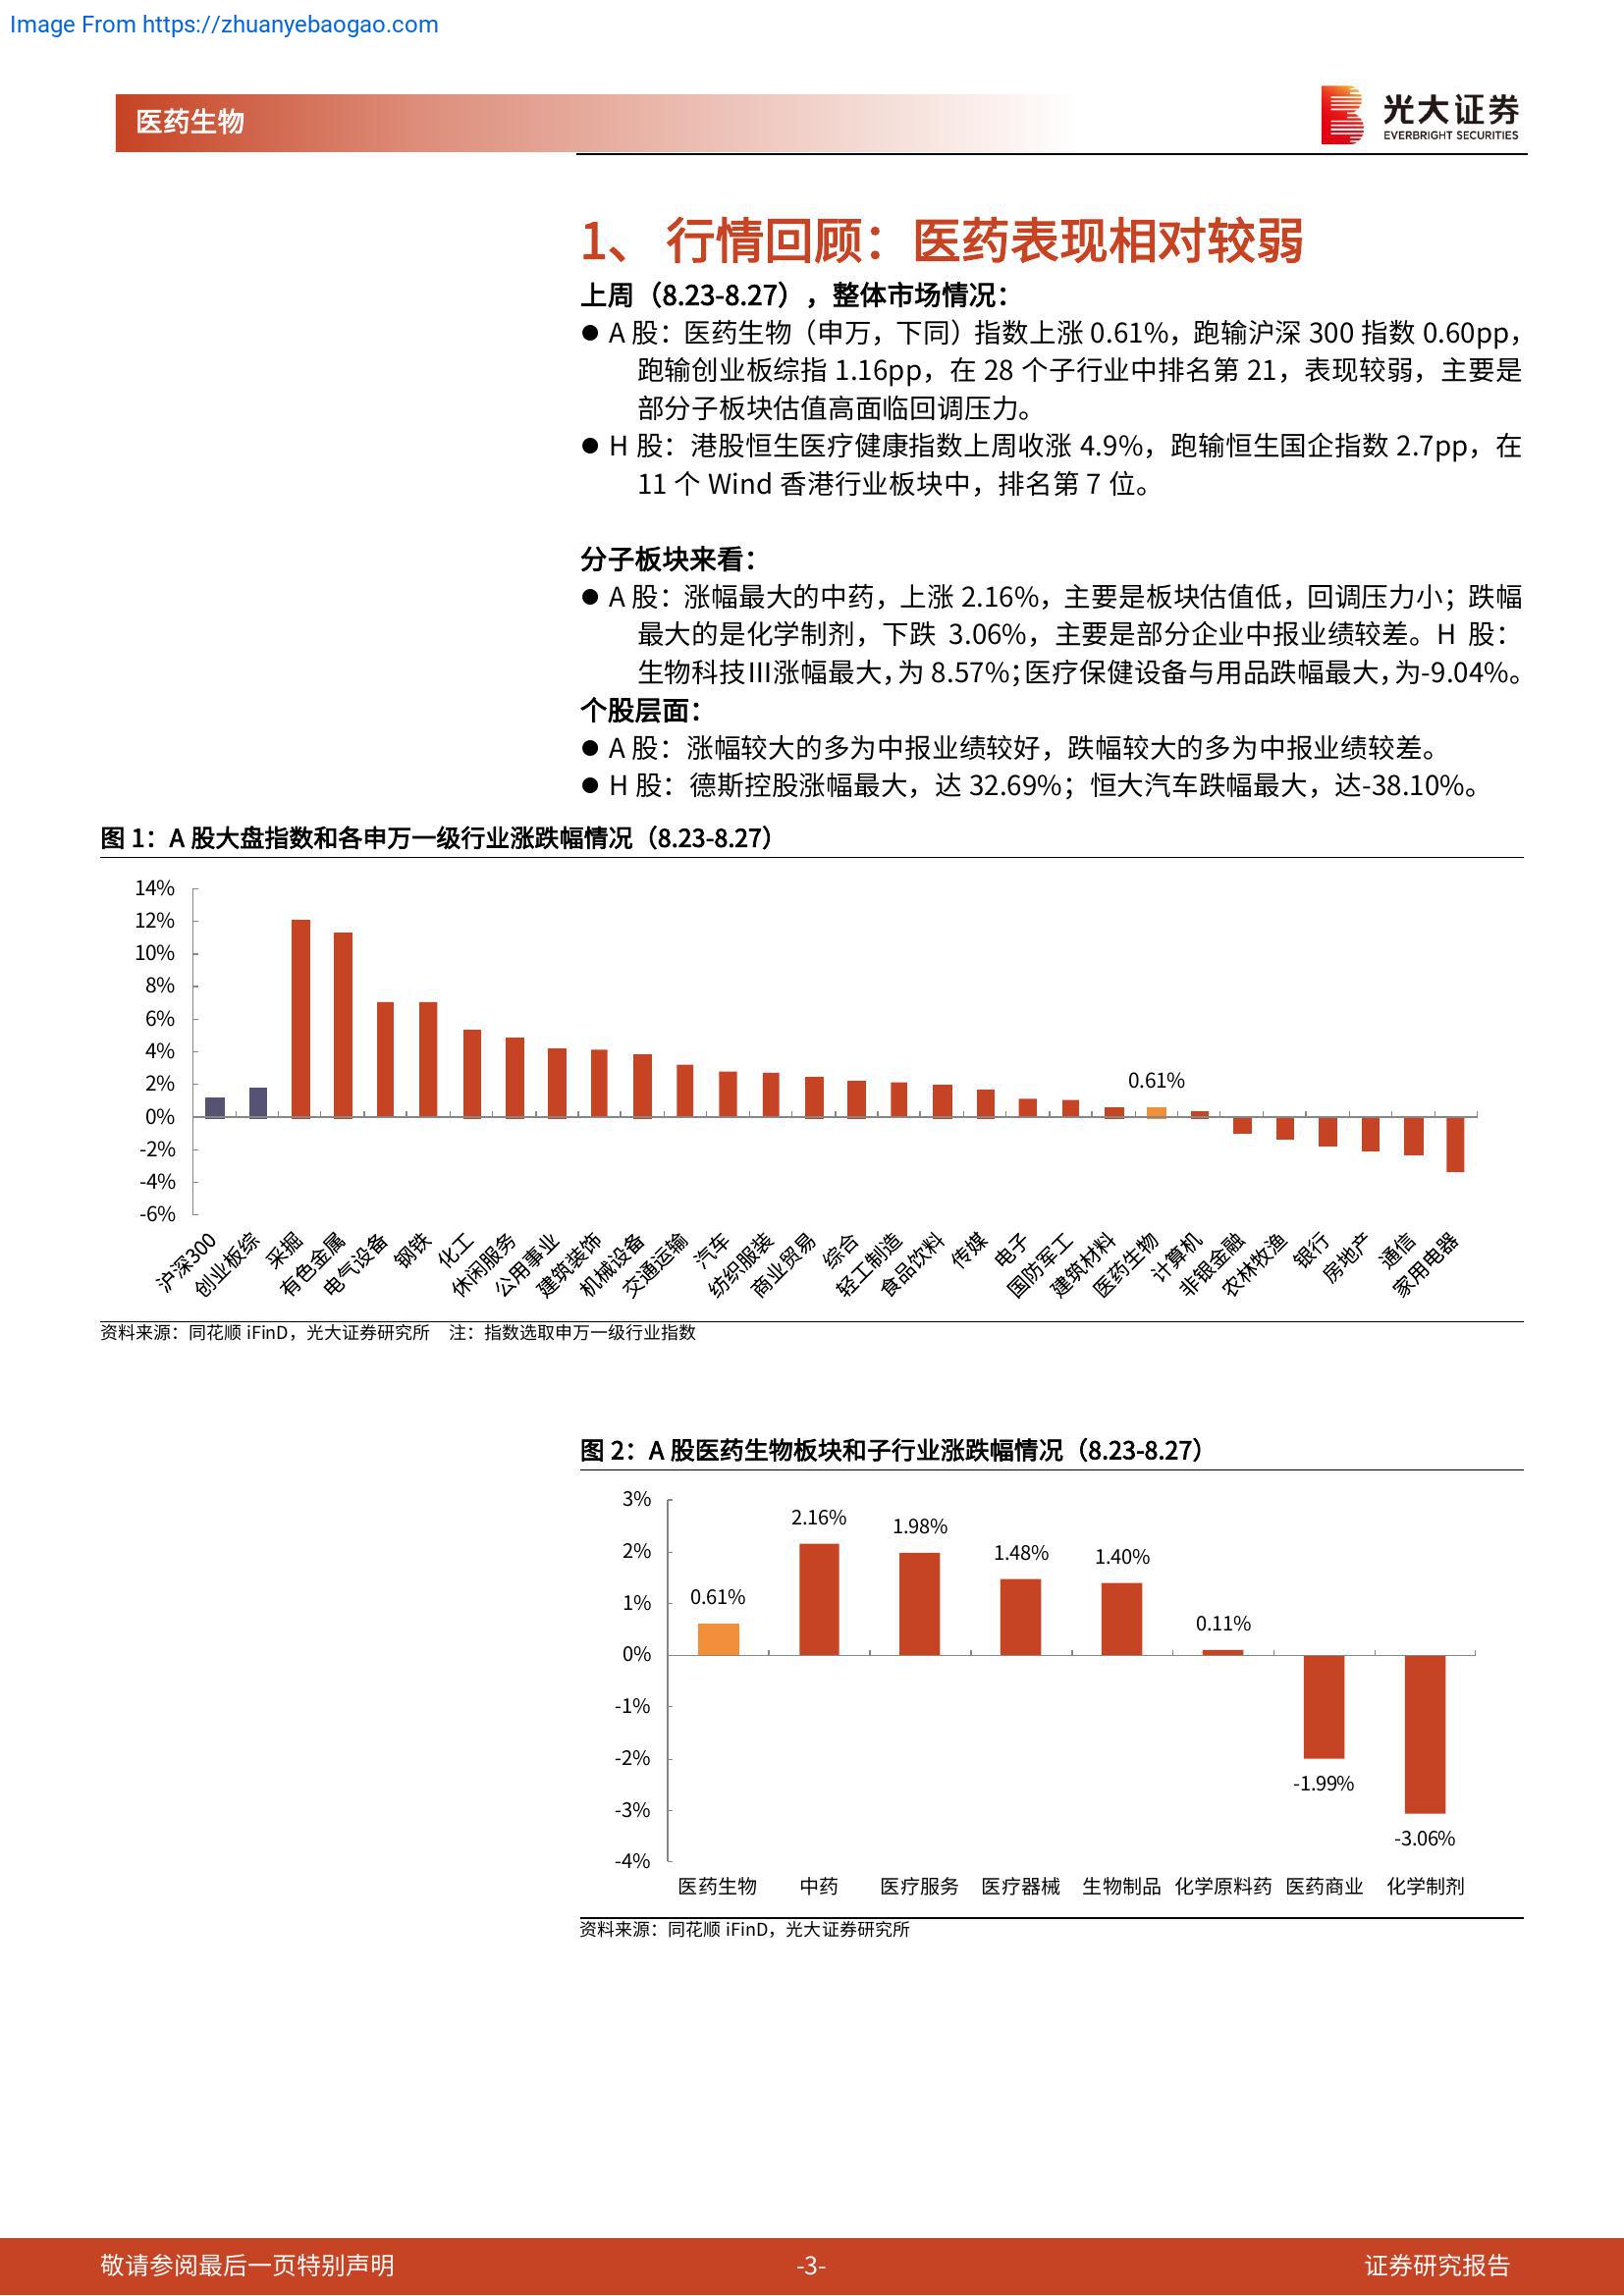 Image From https://zhuanyebaogao.com
医药生物
光大证券
EVERBRIGHT SECURITIES
1、 行情回顾：医药表现相对较弱
上周（8.23-8.27），整体市场情况：
● A 股：医药生物（申万，下同）指数上涨 0.61%，跑输沪深 300 指数 0.60pp，
跑输创业板综指 1.16pp，在 28 个子行业中排名第 21，表现较弱，主要是
部分子板块估值高面临回调压力。
● H 股：港股恒生医疗健康指数上周收涨 4.9%，跑输恒生国企指数 2.7pp，在
11 个 Wind 香港行业板块中，排名第 7 位。
分子板块来看：
● A 股：涨幅最大的中药，上涨 2.16%，主要是板块估值低，回调压力小；跌幅
最大的是化学制剂，下跌 3.06%，主要是部分企业中报业绩较差。H 股：
生物科技Ⅲ涨幅最大，为 8.57%；医疗保健设备与用品跌幅最大，为-9.04%。
个股层面：
● A 股：涨幅较大的多为中报业绩较好，跌幅较大的多为中报业绩较差。
● H 股：德斯控股涨幅最大，达 32.69%；恒大汽车跌幅最大，达-38.10%。
图 1：A 股大盘指数和各申万一级行业涨跌幅情况（8.23-8.27）
14%
12%
10%
8%
6%
4%
2%
0%
-2%
-4%
-6%
0.61%
沪深300
创业板综
采掘
有色金属
电气设备
钢铁
化工
休闲服务
公用事业
建筑装饰
机械设备
交通运输
汽车
纺织服装
商业贸易
综合
轻工制造
食品饮料
传媒
电子
国防军工
建筑材料
医药生物
计算机
非银金融
农林牧渔
银行
房地产
通信
家用电器
资料来源：同花顺 iFinD，光大证券研究所 注：指数选取申万一级行业指数
图 2：A 股医药生物板块和子行业涨跌幅情况（8.23-8.27）
3%
2%
1%
0%
-1%
-2%
-3%
-4%
0.61%
2.16%
1.98%
1.48%
1.40%
0.11%
-1.99%
-3.06%
医药生物 中药 医疗服务 医疗器械 生物制品 化学原料药 医药商业 化学制剂
资料来源：同花顺 iFinD，光大证券研究所
敬请参阅最后一页特别声明 -3- 证券研究报告